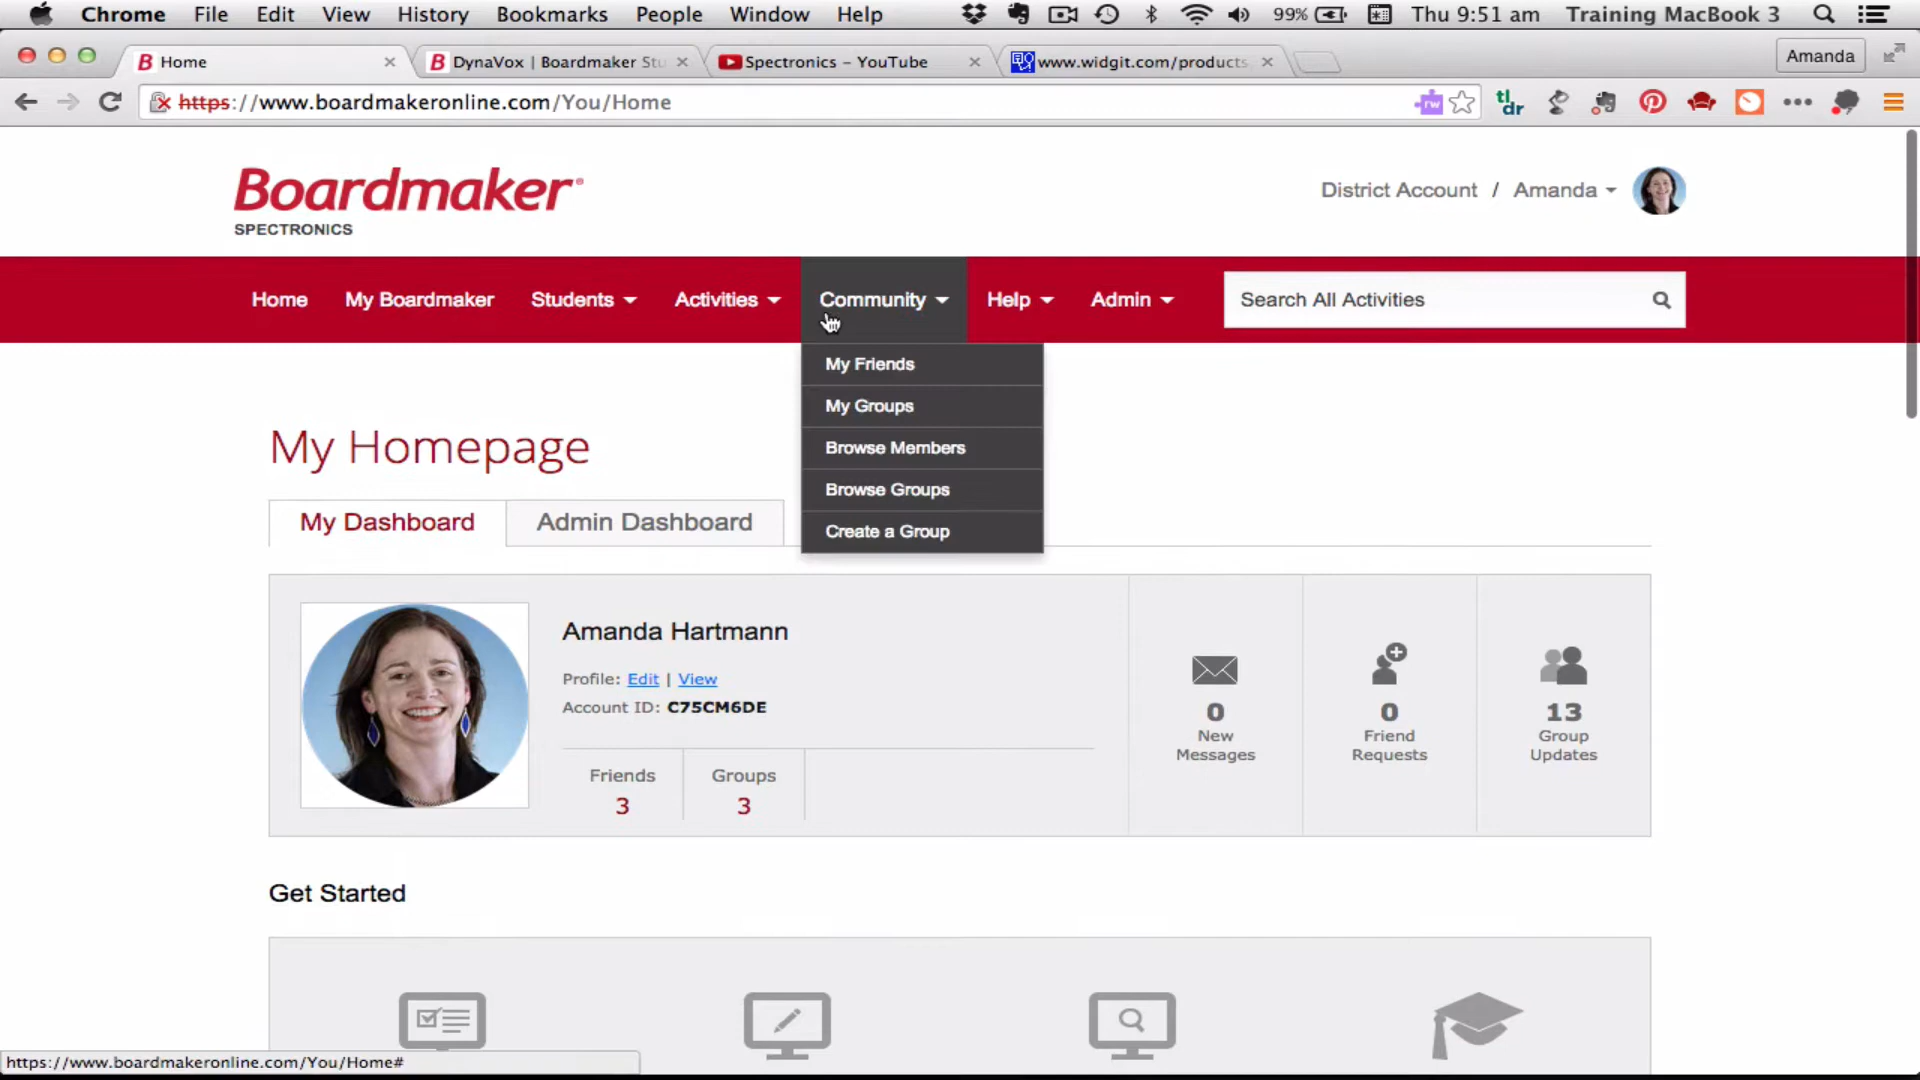 Chrome File Edit View History Bookmarks People Window Help 99% Thu 9:51 am Training MacBook 3
Home DynaVox | Boardmaker Stu Spectronics - YouTube www.widgit.com/products Amanda
https://www.boardmakeronline.com/You/Home rw tl;dr
Boardmaker®
SPECTRONICS
District Account / Amanda
Home My Boardmaker Students Activities Community Help Admin Search All Activities
My Friends
My Groups
Browse Members
Browse Groups
Create a Group
My Homepage
My Dashboard Admin Dashboard
Amanda Hartmann
Profile: Edit | View
Account ID: C75CM6DE
Friends Groups
3 3
0 0 13
New Friend Group
Messages Requests Updates
Get Started
https://www.boardmakeronline.com/You/Home#